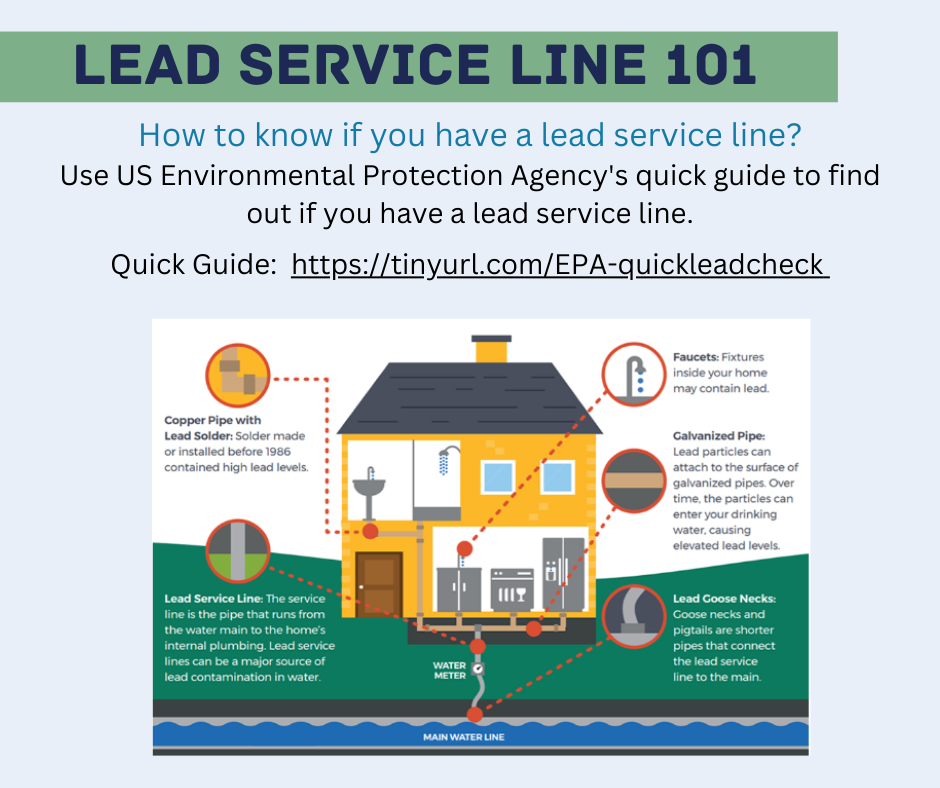 LEAD SERVICE LINE 101
How to know if you have a lead service line?
Use US Environmental Protection Agency's quick guide to find
out if you have a lead service line.
Quick Guide: https://tinyurl.com/EPA-quickleadcheck
Copper Pipe with
Lead Solder: Solder made
or installed before 1986
contained high lead levels.
Lead Service Line: The service
line is the pipe that runs from
the water main to the home's
internal plumbing. Lead service
lines can be a major source of
lead contamination in water.
Faucets: Fixtures
inside your home
may contain lead.
Galvanized Pipe:
Lead particles can
attach to the surface of
galvanized pipes. Over
time, the particles can
enter your drinking
water, causing
elevated lead levels.
Lead Goose Necks:
Goose necks and
pigtails are shorter
pipes that connect
the lead service
line to the main.
WATER
METER
MAIN WATER LINE